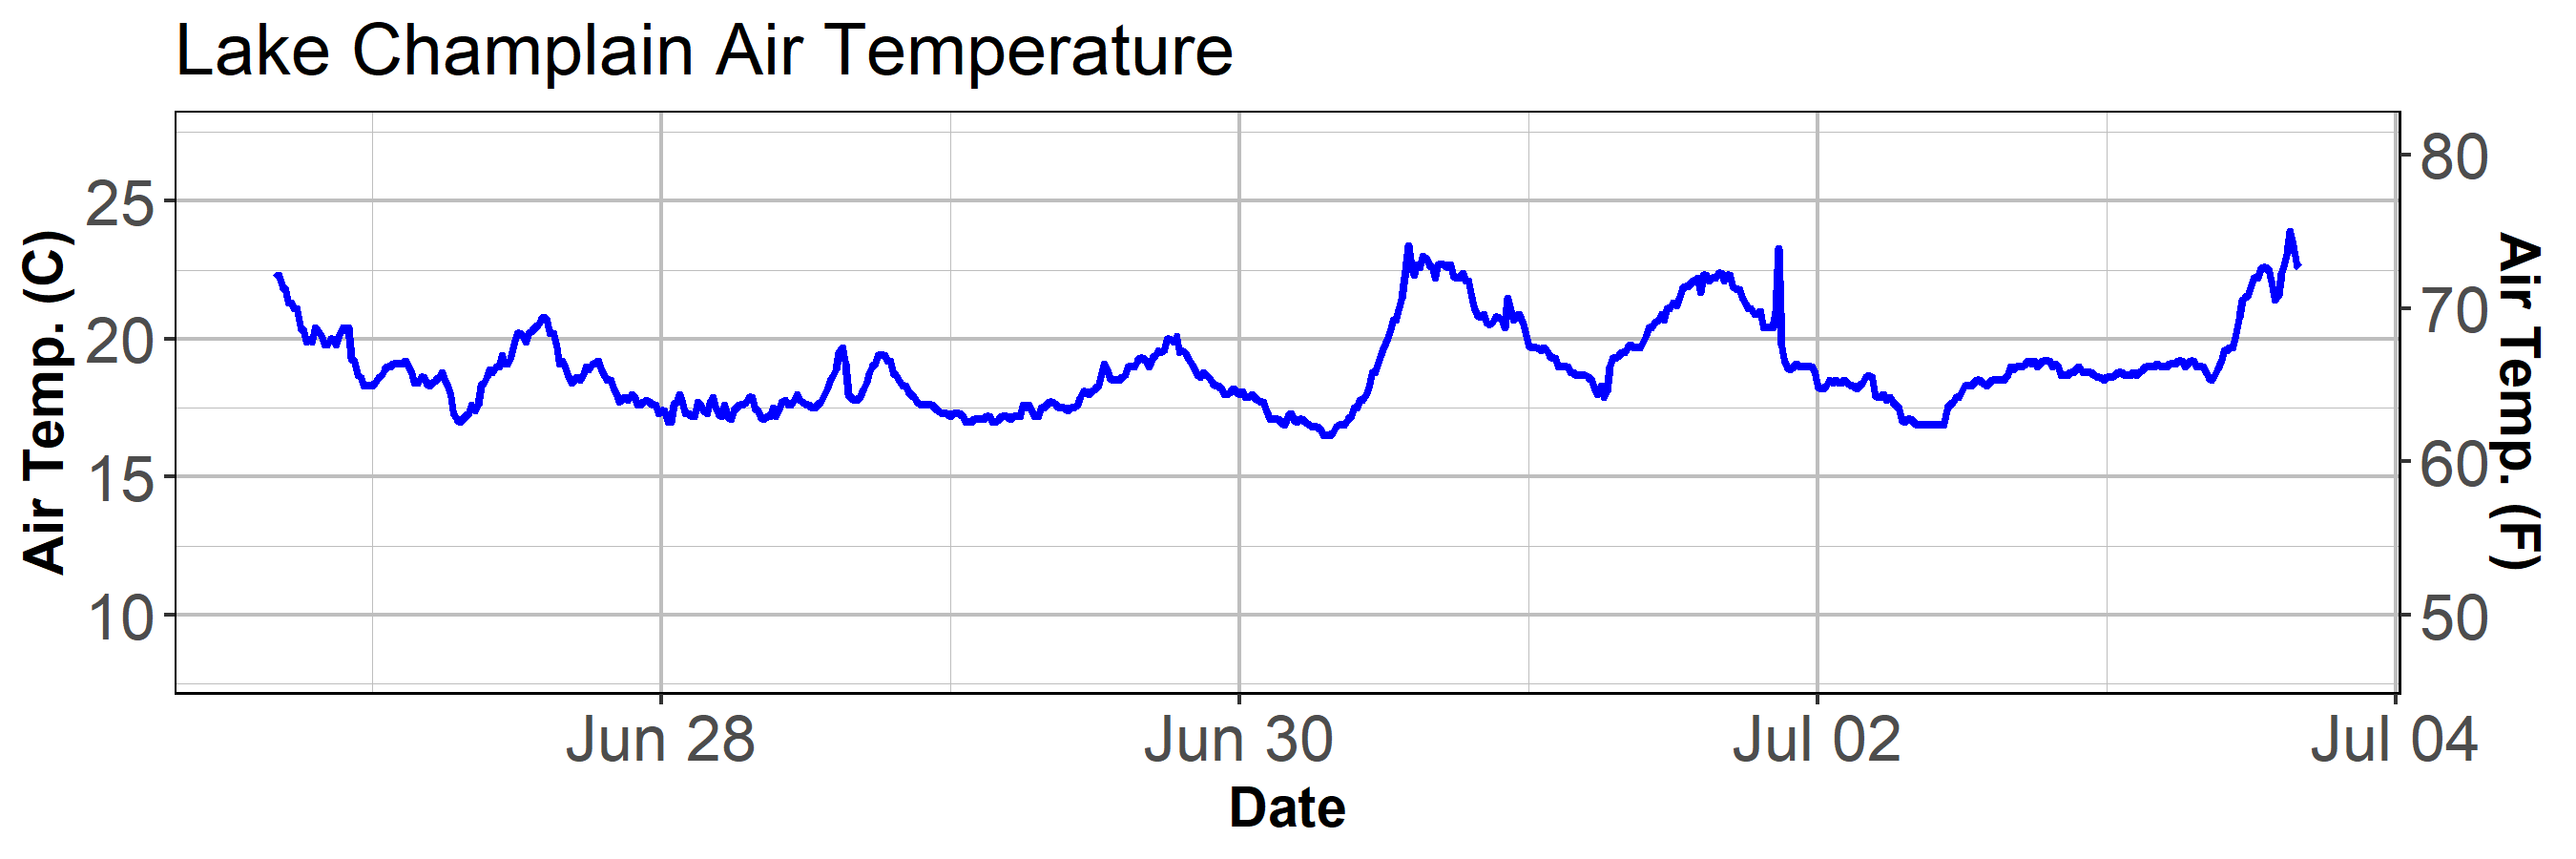 Lake Champlain Air Temperature
Air Temp. (C)
25
20
15
10
80
70
60
50
Air Temp. (F)
Jun 28
Jun 30
Jul 02
Jul 04
Date